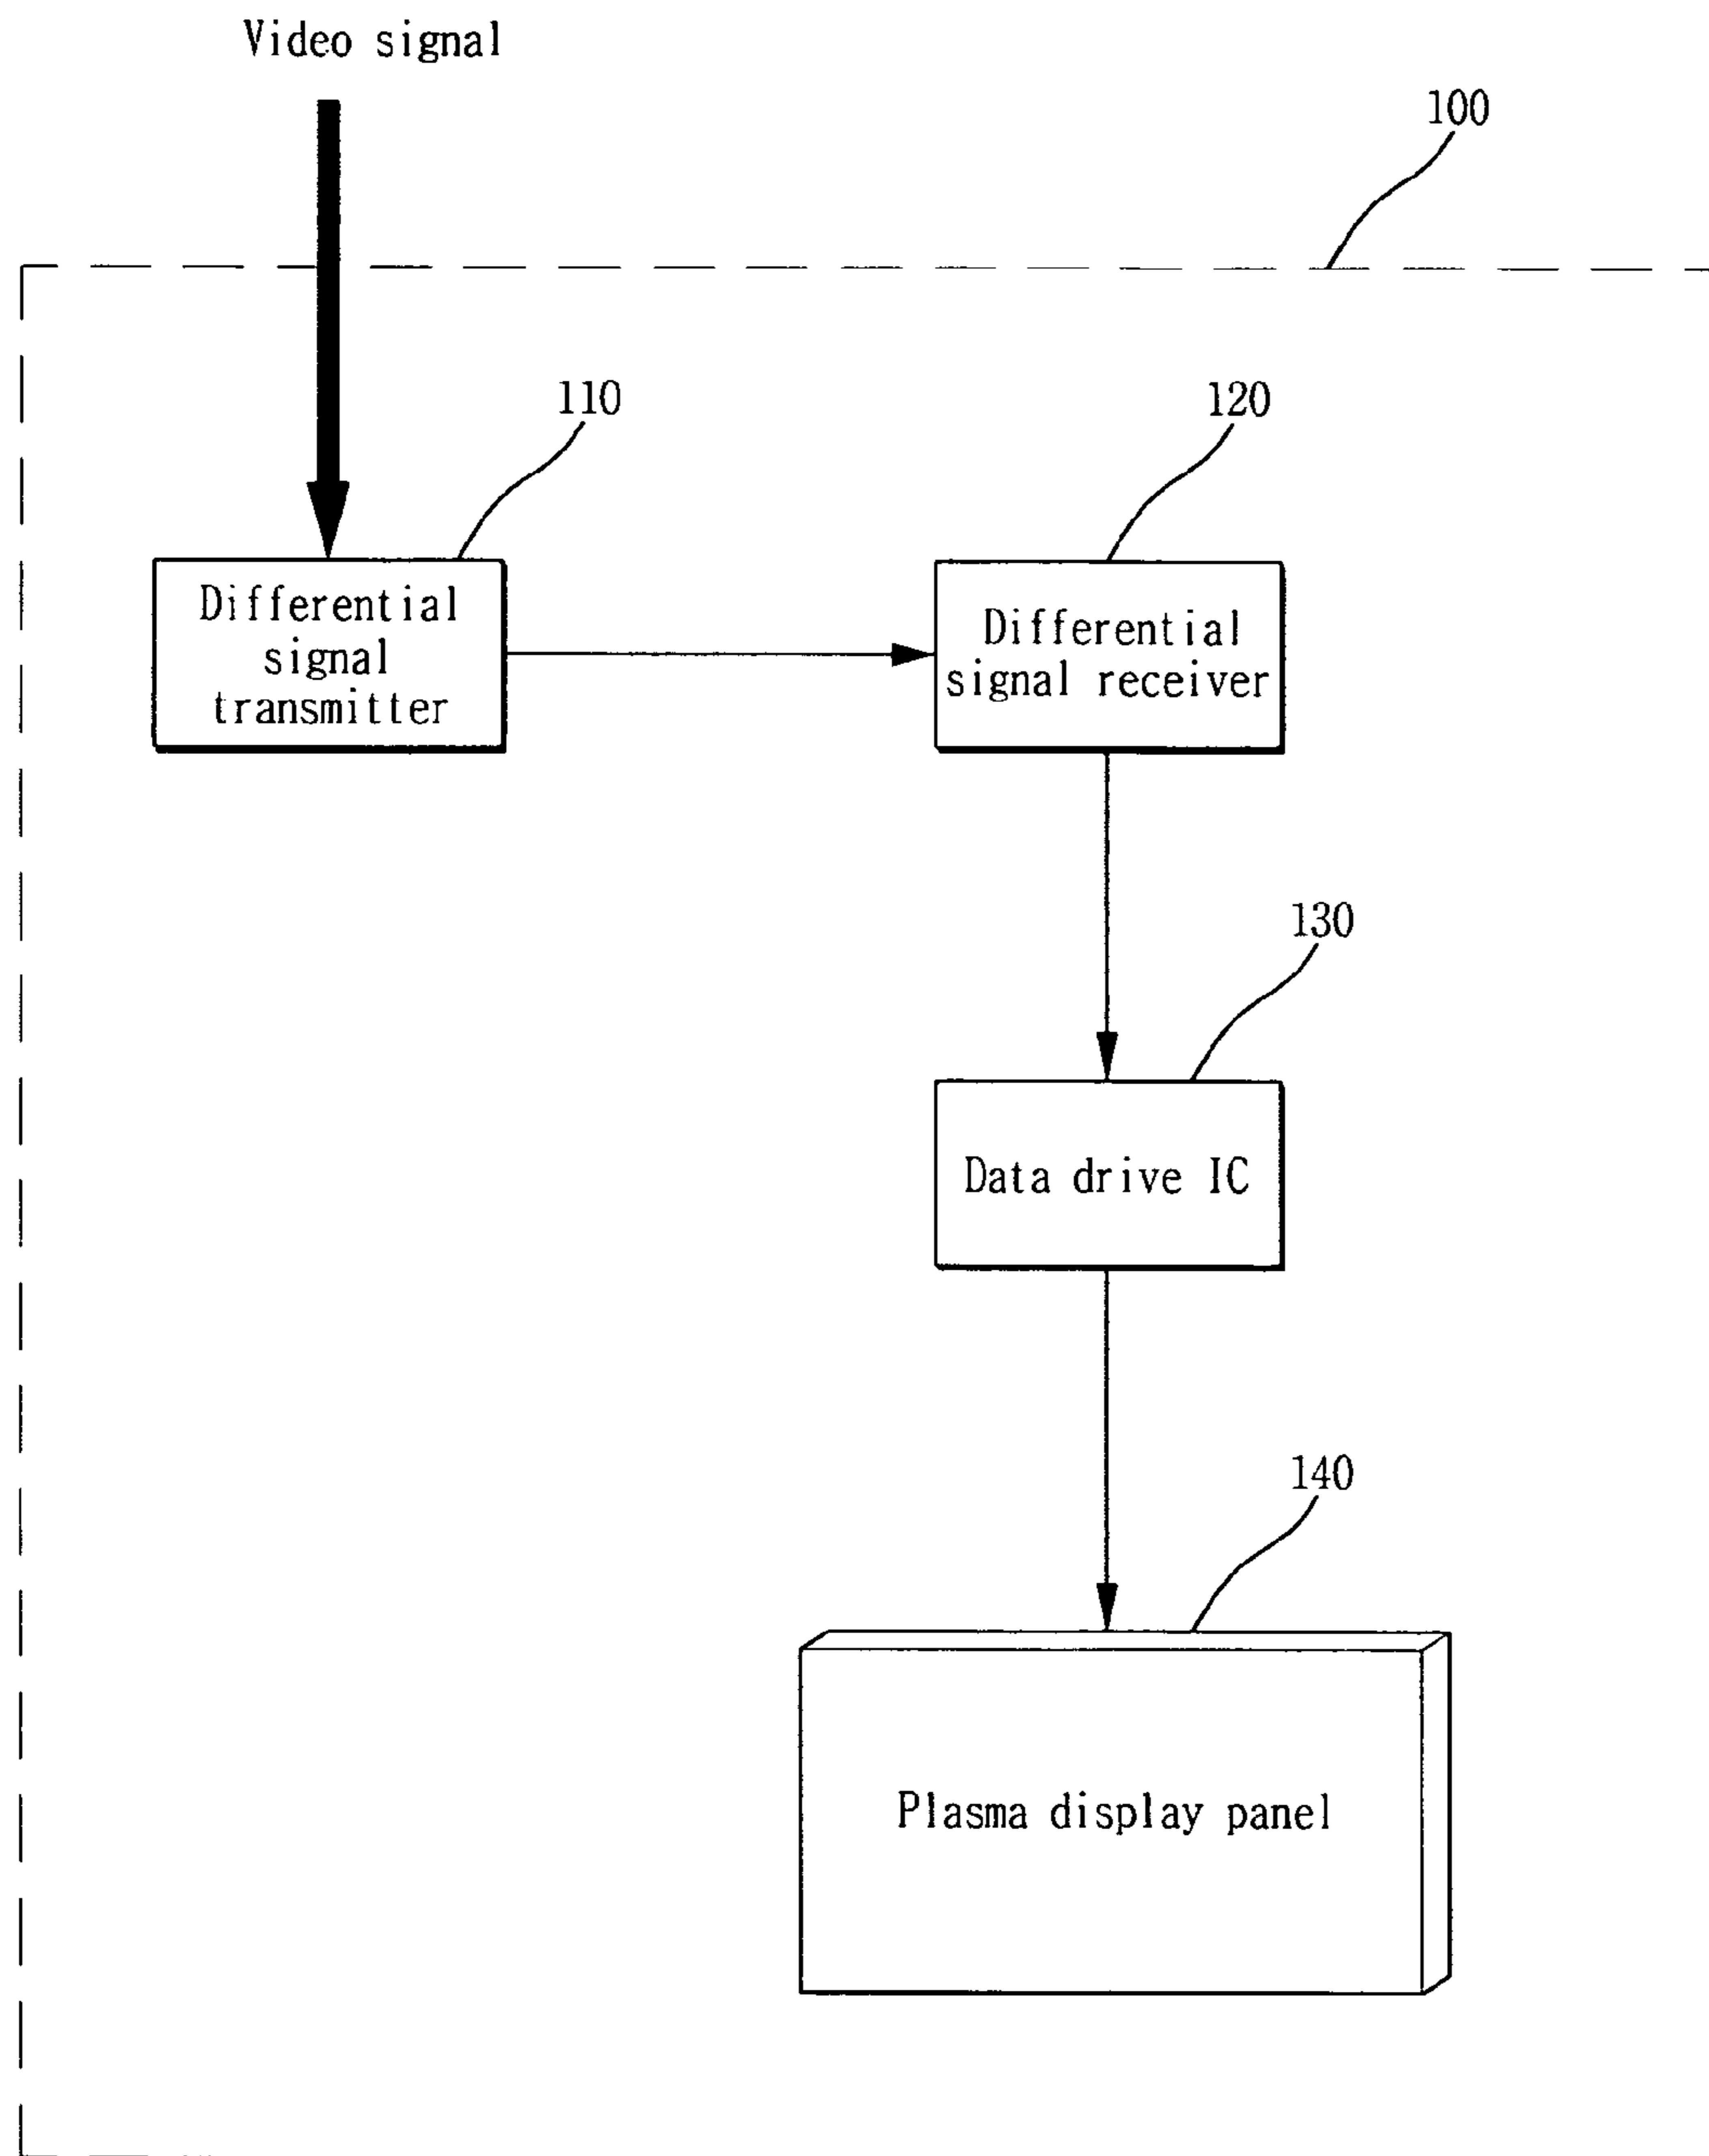 Video signal
100
110
120
Differential
signal
transmitter
Differential
signal receiver
130
Data drive IC
140
Plasma display panel